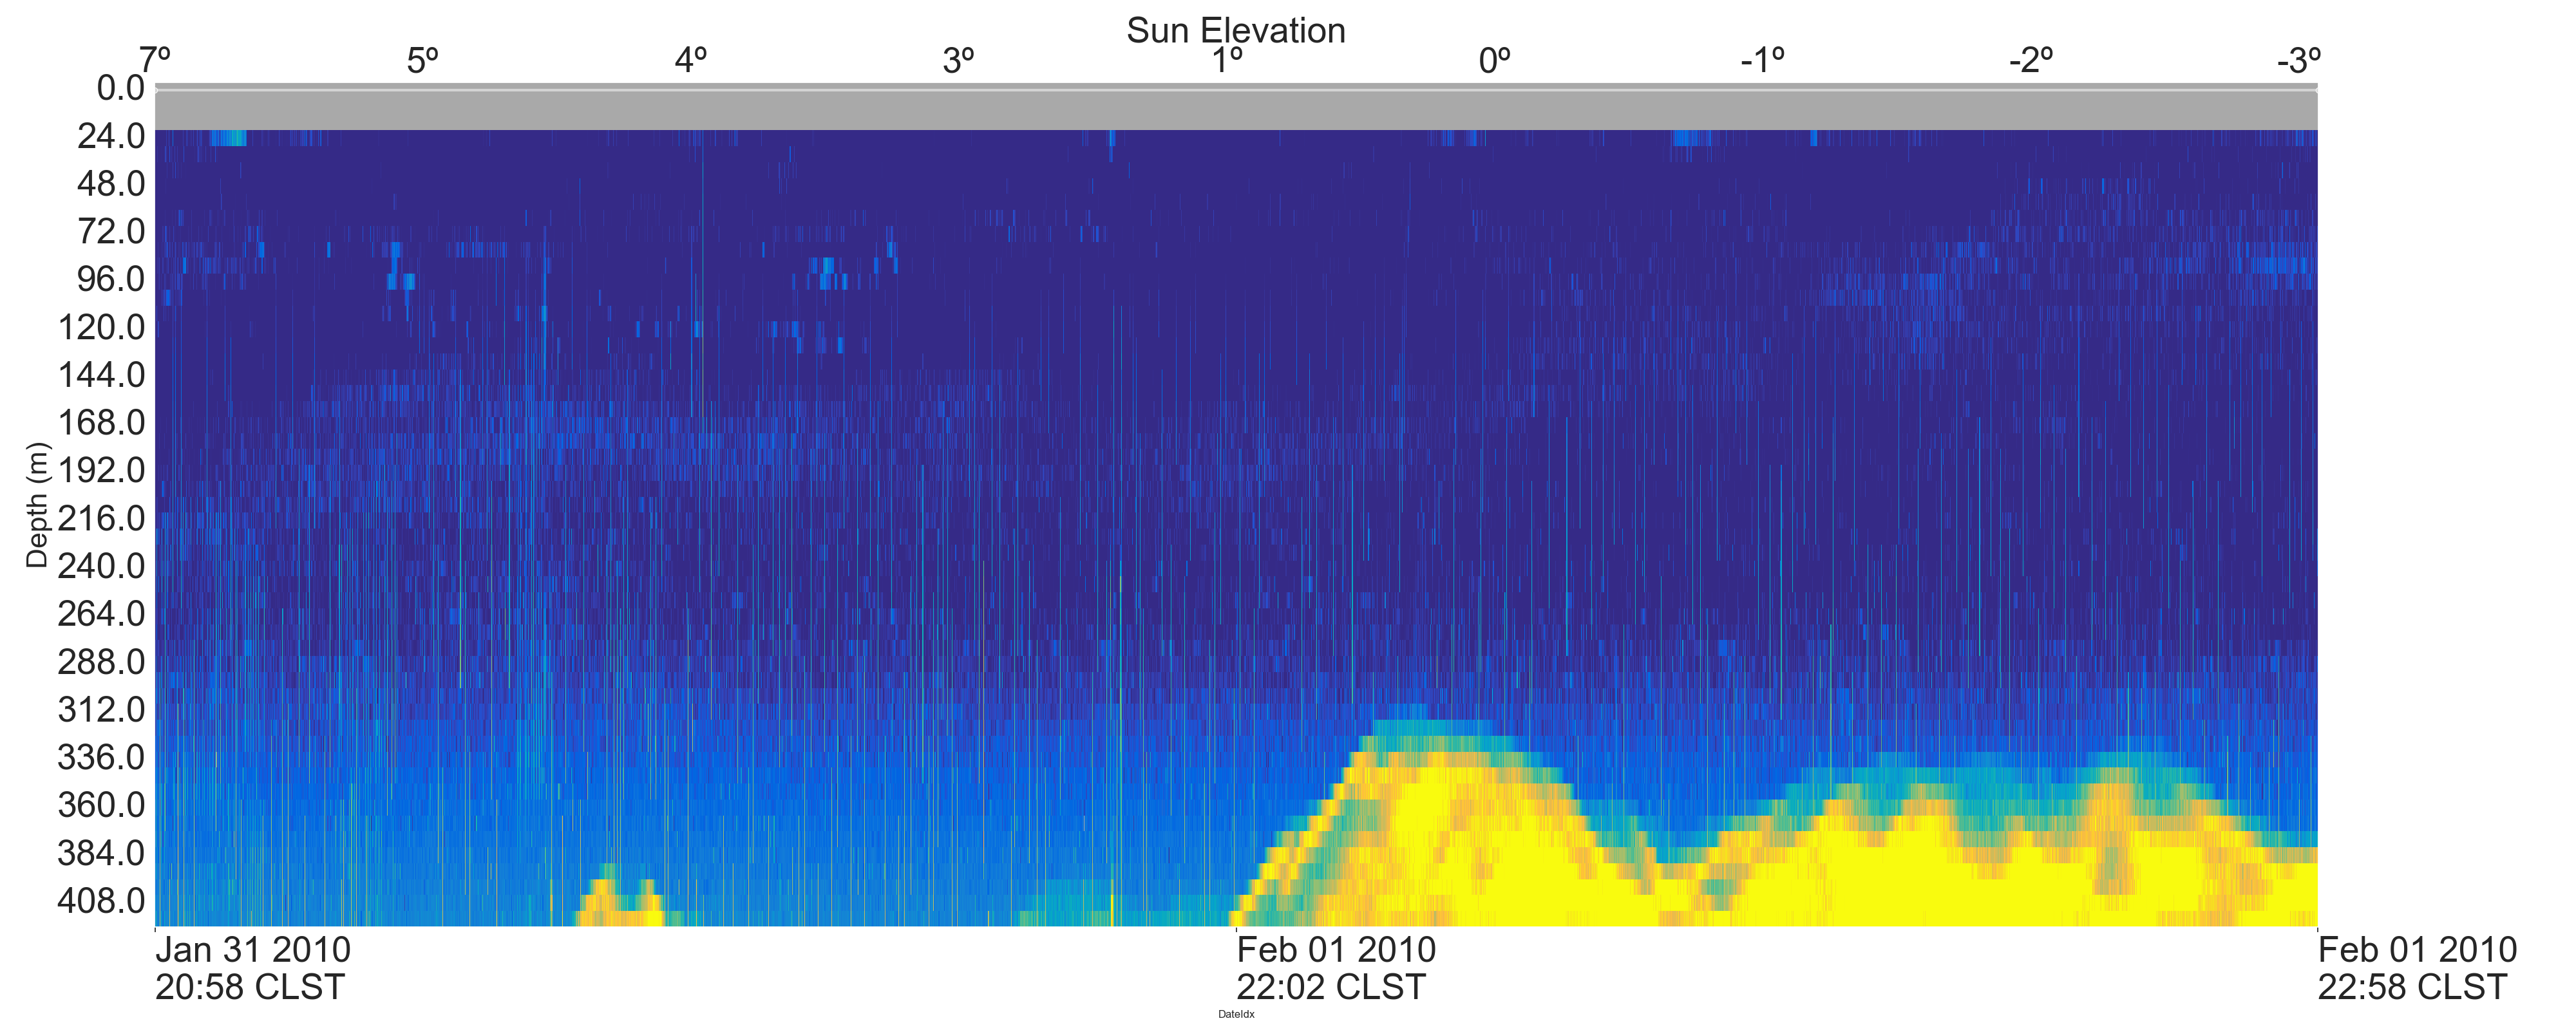 Sun Elevation
7º 5º 4º 3º 1º 0º -1º -2º -3º
0.0
24.0
48.0
72.0
96.0
120.0
144.0
168.0
192.0
216.0
240.0
264.0
288.0
312.0
336.0
360.0
384.0
408.0
Depth (m)
Jan 31 2010
20:58 CLST
Feb 01 2010
22:02 CLST
Feb 01 2010
22:58 CLST
DateIdx